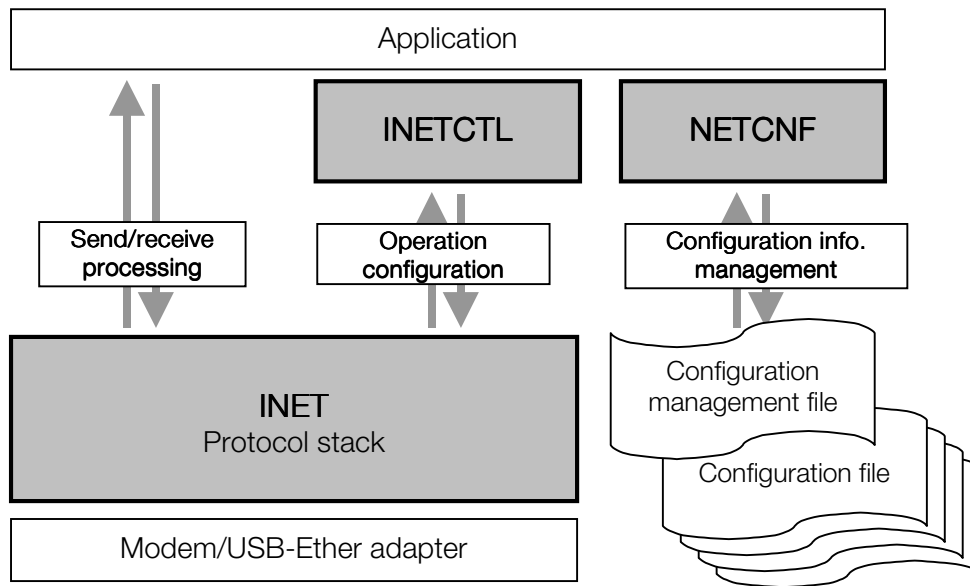 Application
INETCTL
NETCNF
Send/receive
processing
Operation
configuration
Configuration info.
management
INET
Protocol stack
Configuration
management file
Configuration file
Modem/USB-Ether adapter